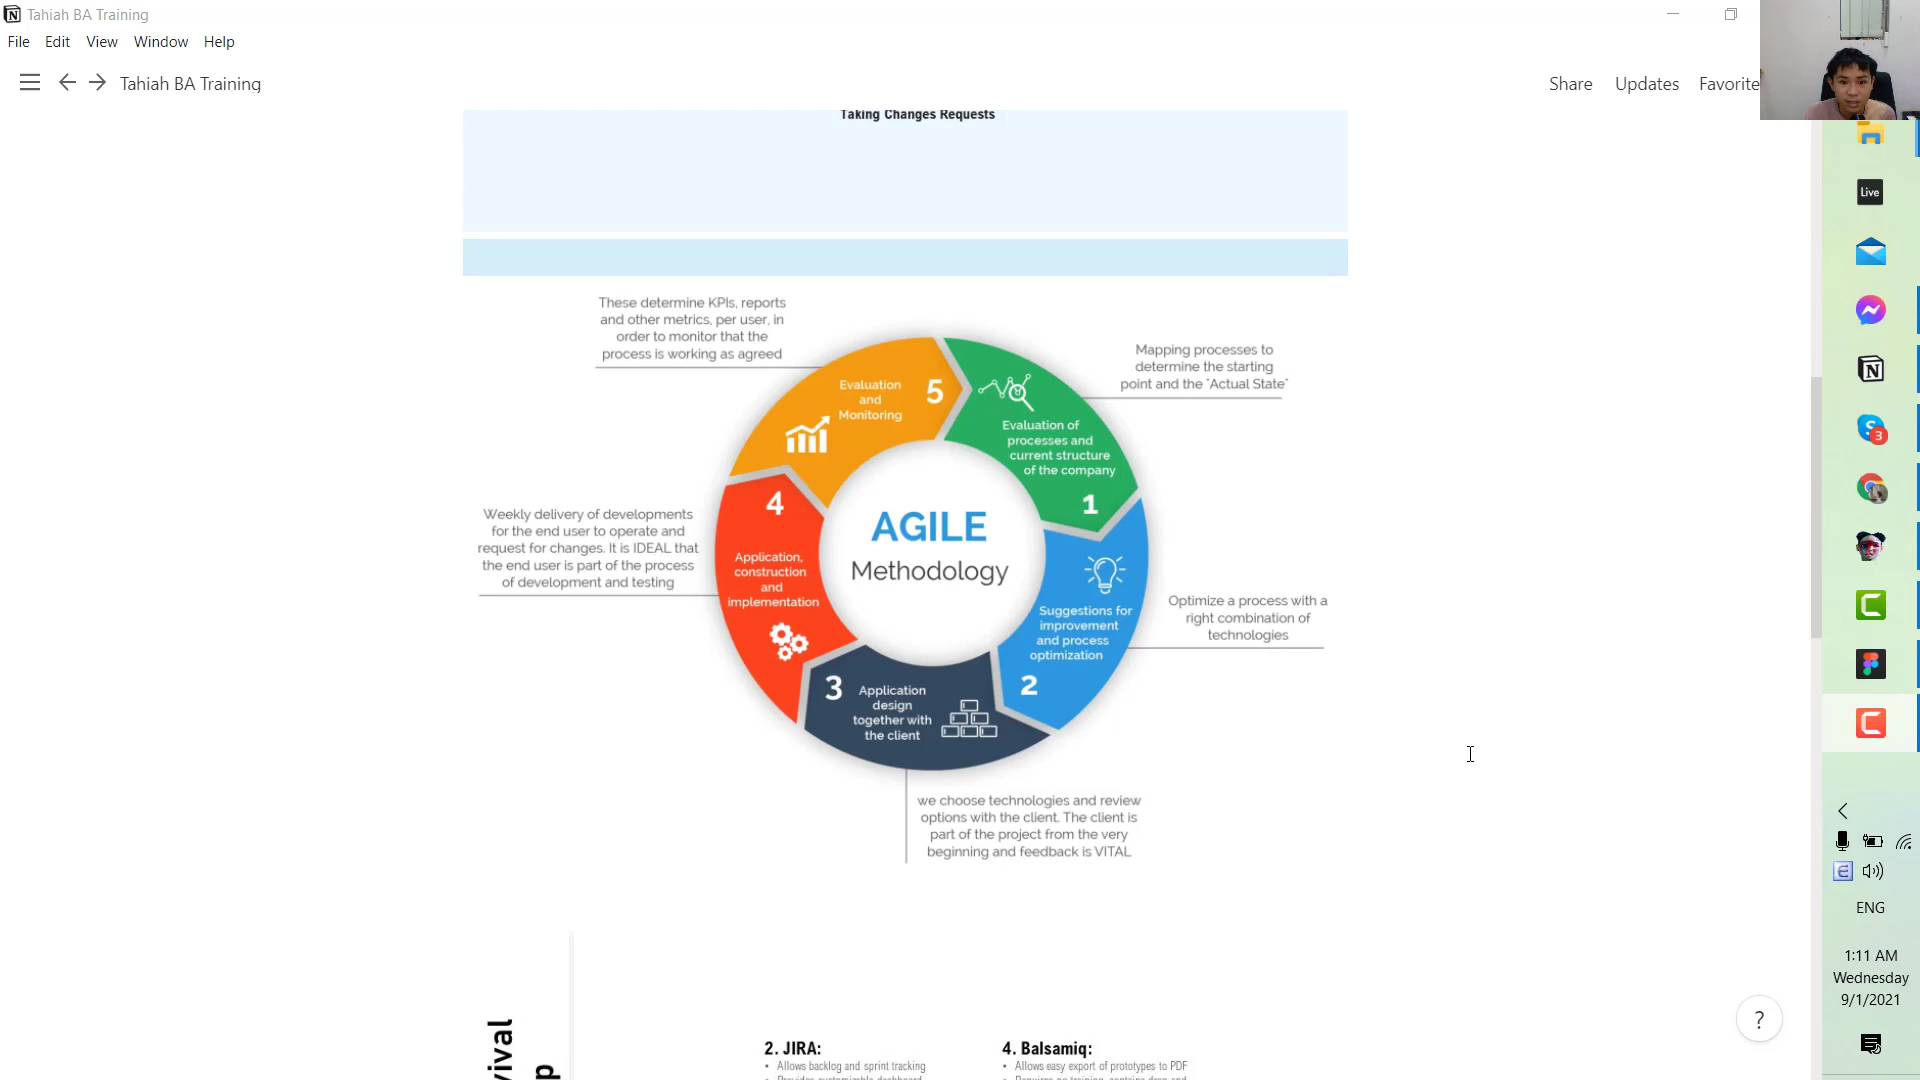 Tahiah BA Training
File Edit View Window Help
Tahiah BA Training
Share Updates Favorite
Taking Changes Requests
These determine KPIs, reports
and other metrics, per user, in
order to monitor that the
process is working as agreed
Mapping processes to
determine the starting
point and the "Actual State"
Evaluation
and
Monitoring
5
Evaluation of
processes and
current structure
of the company
1
Weekly delivery of developments
for the end user to operate and
request for changes. It is IDEAL that
the end user is part of the process
of development and testing
4
Application,
construction
and
implementation
AGILE
Methodology
Suggestions for
improvement
and process
optimization
2
Optimize a process with a
right combination of
technologies
3
Application
design
together with
the client
we choose technologies and review
options with the client. The client is
part of the project from the very
beginning and feedback is VITAL
2. JIRA:
• Allows backlog and sprint tracking
4. Balsamiq:
• Allows easy export of prototypes to PDF
Live
3
ENG
1:11 AM
Wednesday
9/1/2021
?